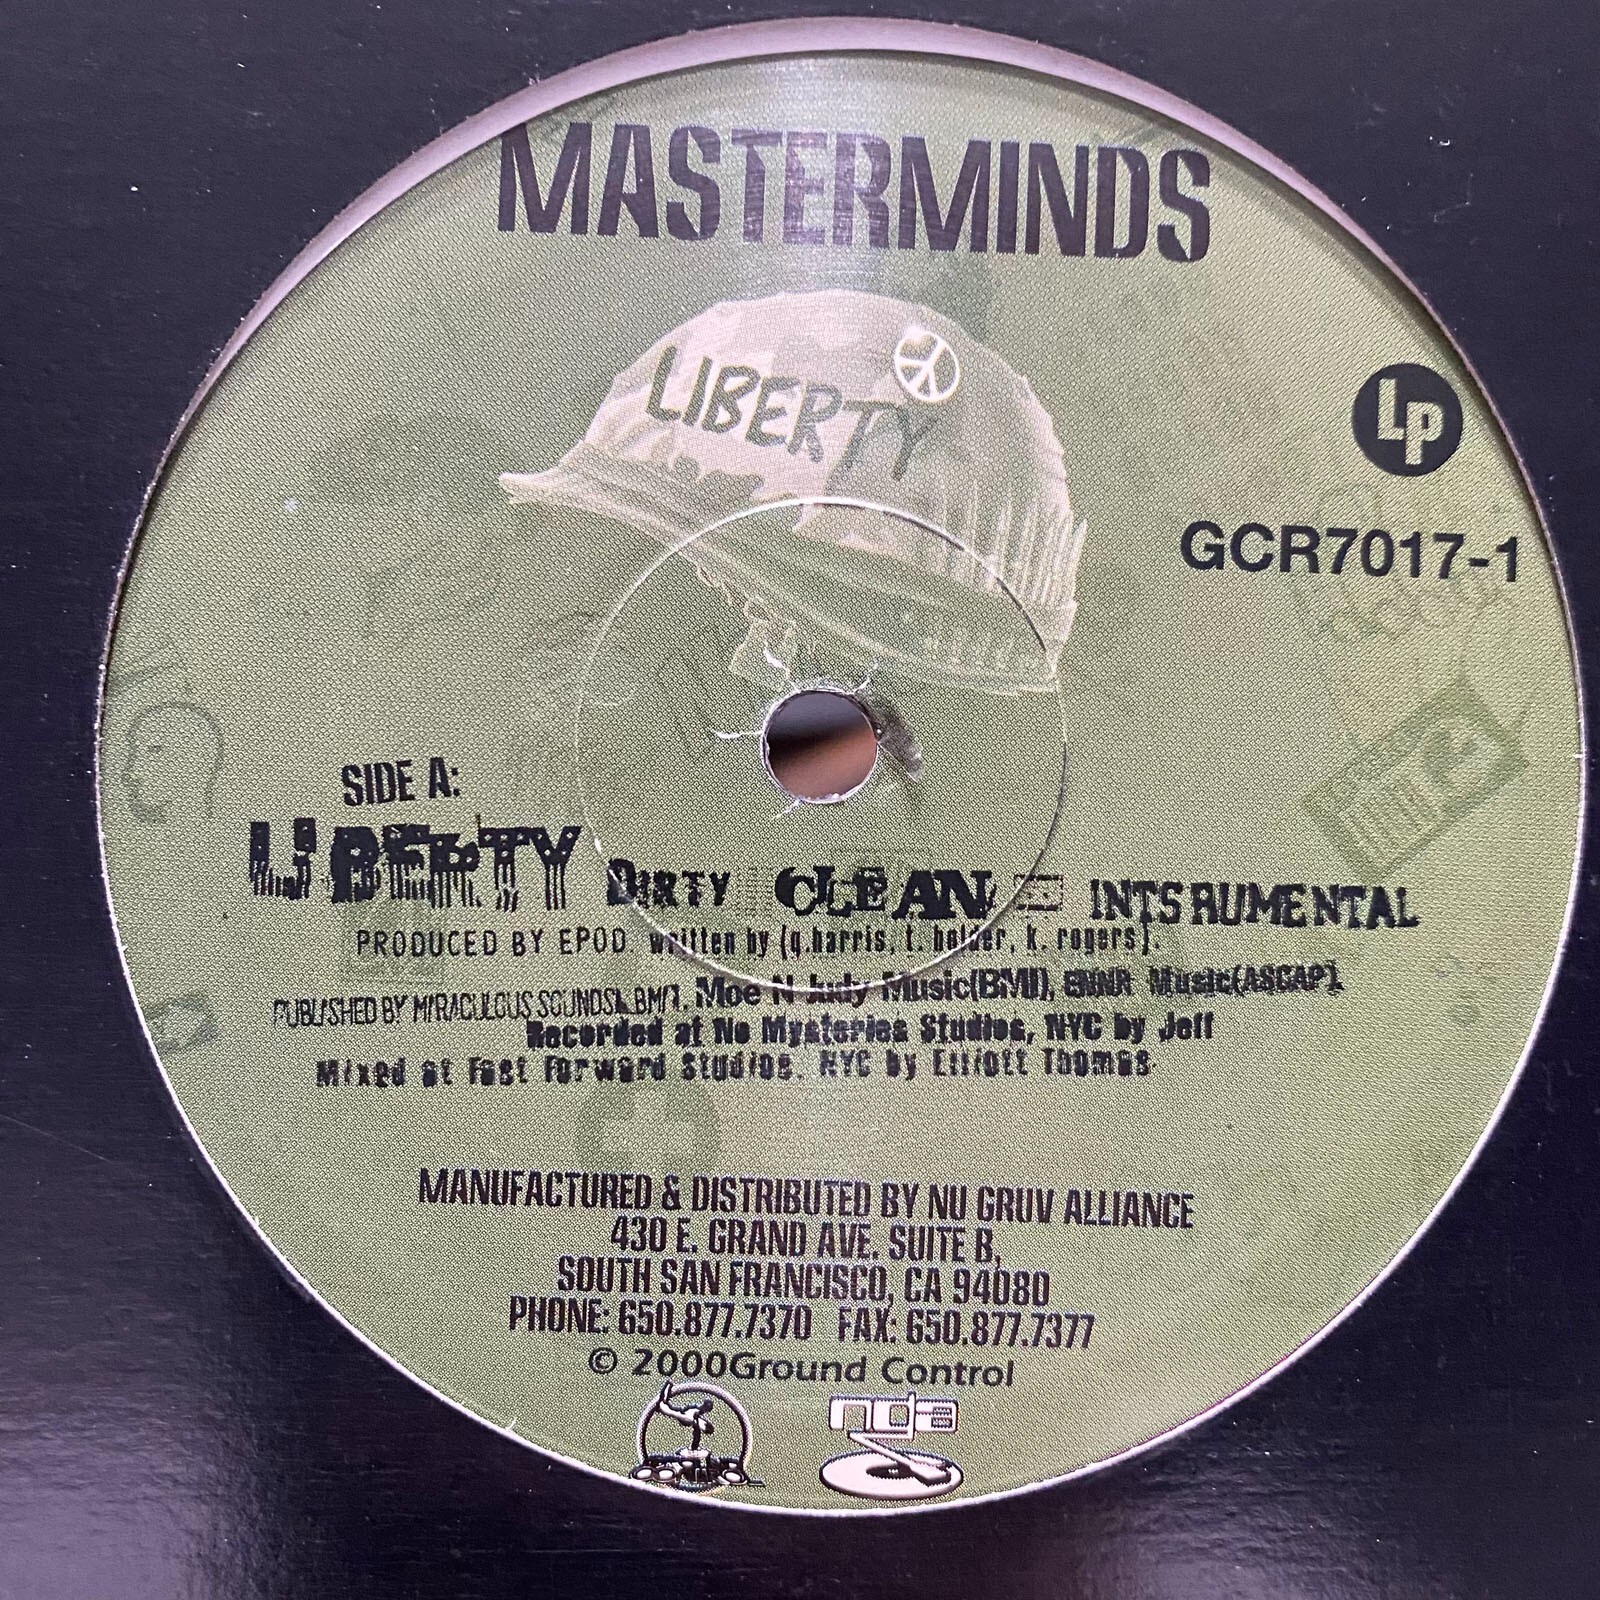 MASTERMINDS
LIBERTY
LP
GCR7017-1
SIDE A:
LIBERTY DIRTY CLEAN INTSRUMENTAL
PRODUCED BY EPOD. written by (q.harris, t. holder, k. rogers).
PUBLISHED BY MIRACULOUS SOUNDS(BMI), Moe N Judy Music(BMI), Music(ASCAP).
Recorded at No Mysteries Studios, NYC by Jeff
Mixed at Fast Forward Studios. NYC by Elliott Thomas.
MANUFACTURED & DISTRIBUTED BY NU GRUV ALLIANCE
430 E. GRAND AVE. SUITE B,
SOUTH SAN FRANCISCO, CA 94080
PHONE: 650.877.7370 FAX: 650.877.7377
© 2000Ground Control
nga